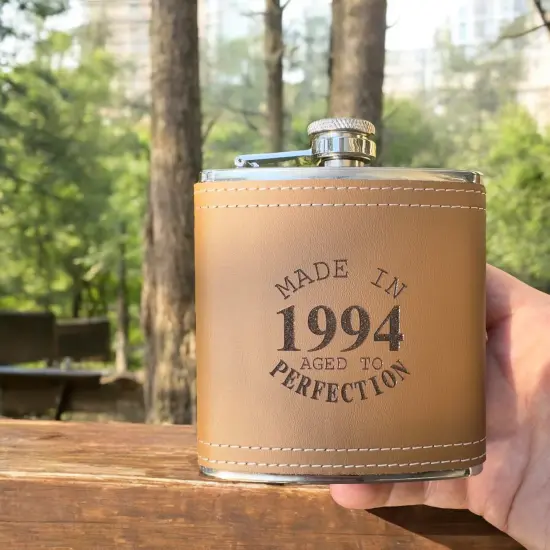 MADE IN
1994
AGED TO
PERFECTION